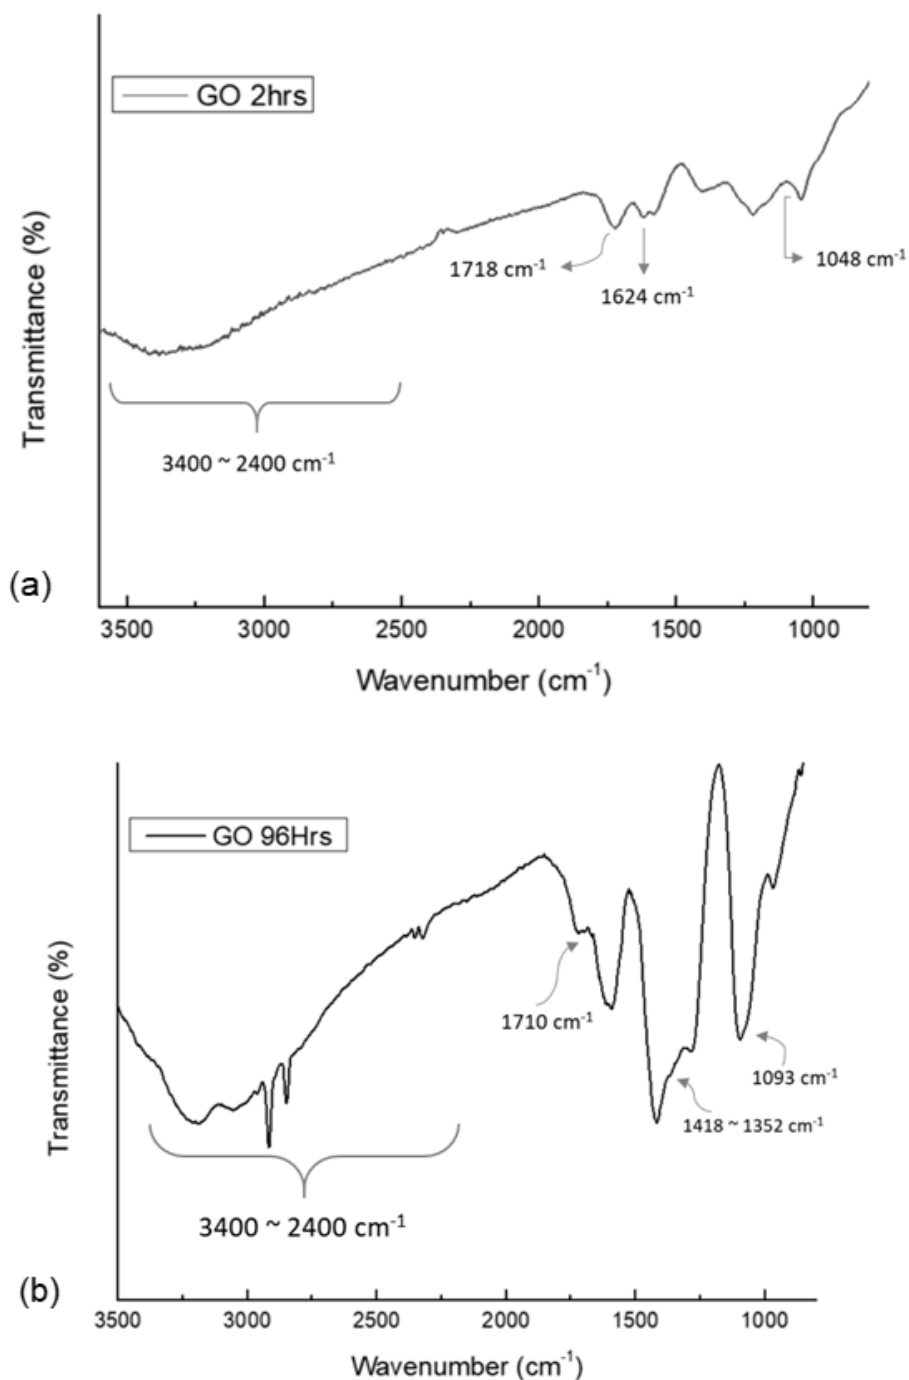 GO 2hrs
Transmittance (%)
1718 cm⁻¹
1624 cm⁻¹
1048 cm⁻¹
3400 ~ 2400 cm⁻¹
(a)
3500 3000 2500 2000 1500 1000
Wavenumber (cm⁻¹)
GO 96Hrs
Transmittance (%)
1710 cm⁻¹
1093 cm⁻¹
1418 ~ 1352 cm⁻¹
3400 ~ 2400 cm⁻¹
(b)
3500 3000 2500 2000 1500 1000
Wavenumber (cm⁻¹)